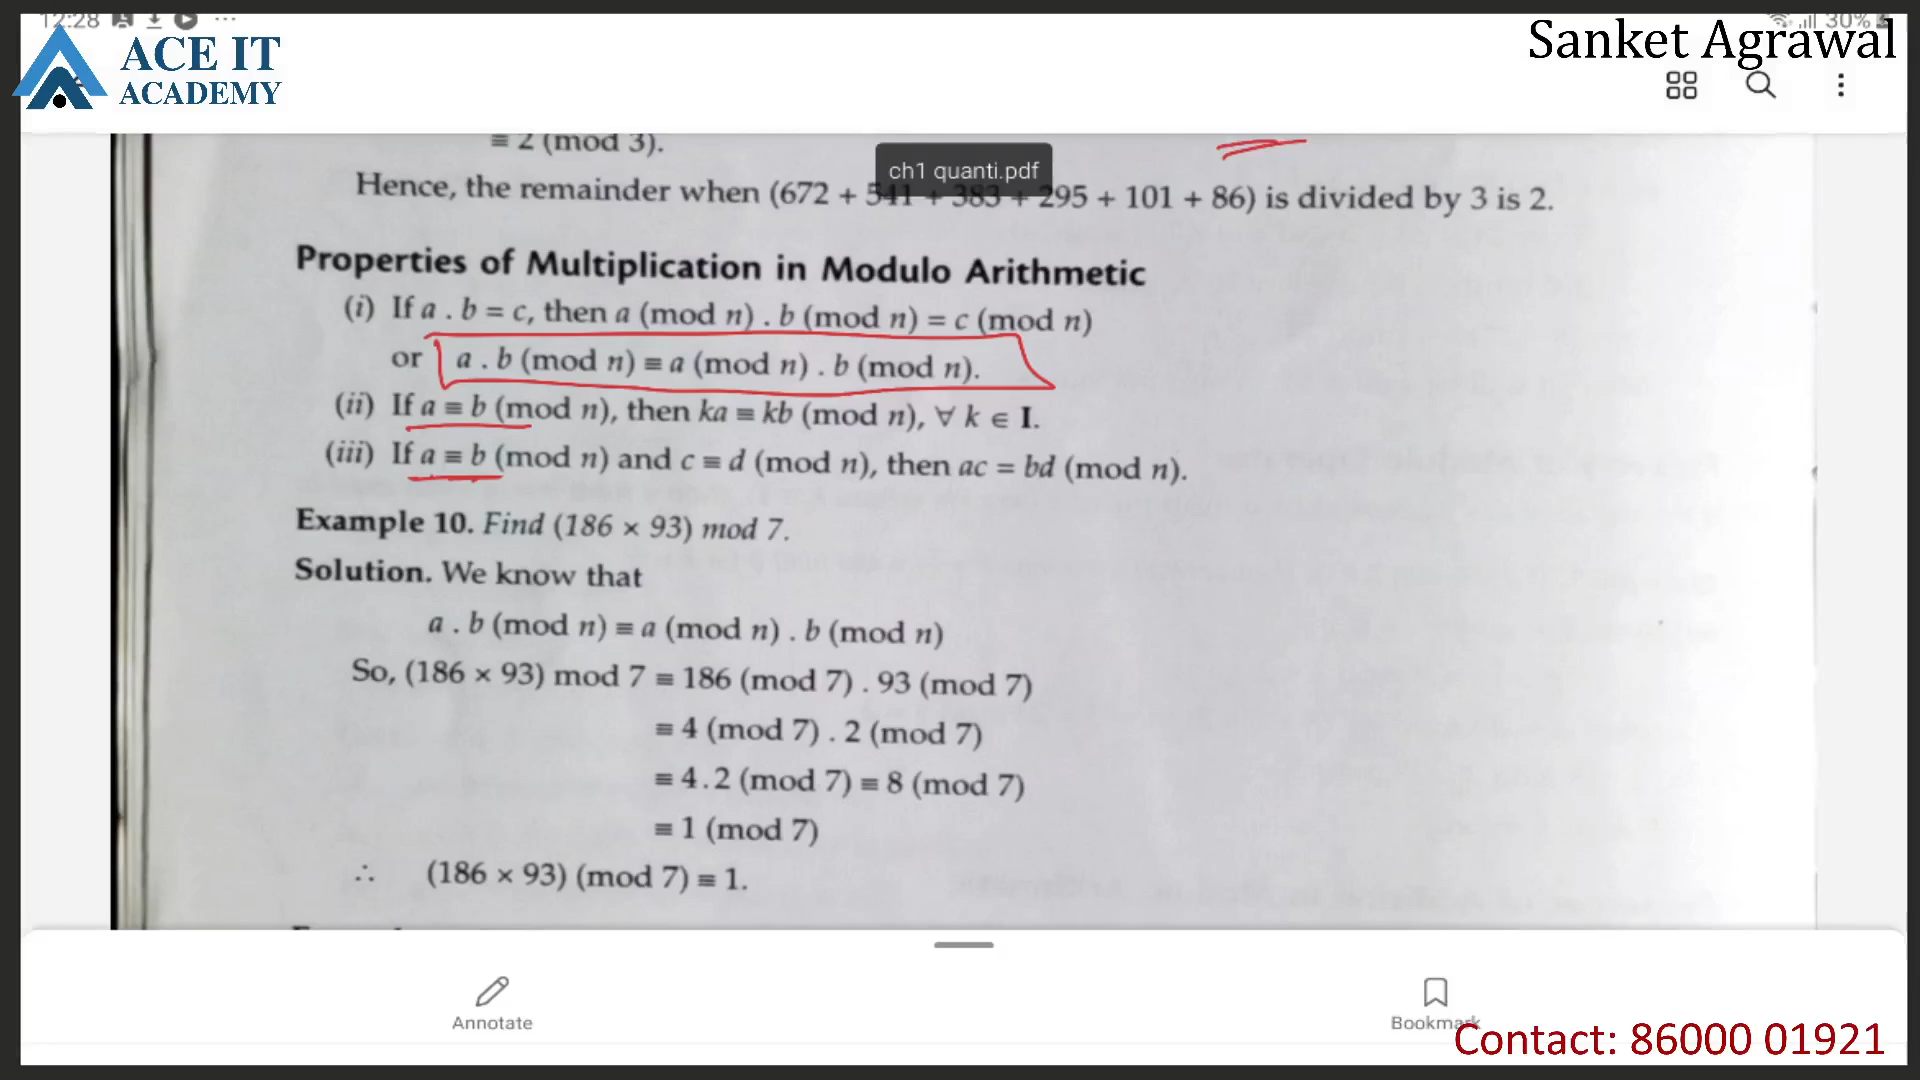 12:28
30%
ACE IT
ACADEMY
Sanket Agrawal
≡ 2 (mod 3).
ch1 quanti.pdf
Hence, the remainder when (672 + 541 + 383 + 295 + 101 + 86) is divided by 3 is 2.
Properties of Multiplication in Modulo Arithmetic
(i) If a . b = c, then a (mod n) . b (mod n) = c (mod n)
or a . b (mod n) ≡ a (mod n) . b (mod n).
(ii) If a ≡ b (mod n), then ka ≡ kb (mod n), ∀ k ∈ I.
(iii) If a ≡ b (mod n) and c ≡ d (mod n), then ac = bd (mod n).
Example 10. Find (186 × 93) mod 7.
Solution. We know that
a . b (mod n) ≡ a (mod n) . b (mod n)
So, (186 × 93) mod 7 ≡ 186 (mod 7) . 93 (mod 7)
≡ 4 (mod 7) . 2 (mod 7)
≡ 4.2 (mod 7) ≡ 8 (mod 7)
≡ 1 (mod 7)
∴ (186 × 93) (mod 7) ≡ 1.
Annotate
Bookmark
Contact: 86000 01921